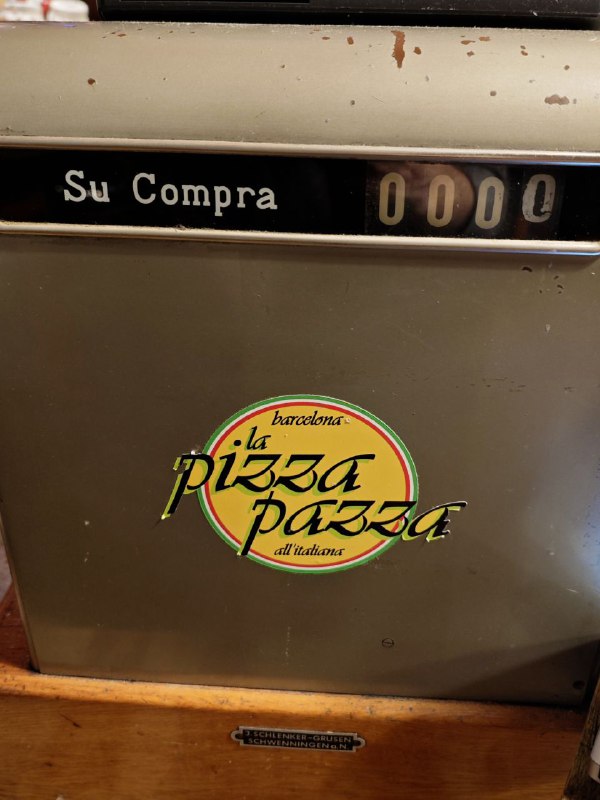 Su Compra 0000
barcelona
la
pizza
pazza
all'italiana
J. SCHLENKER-GRUSEN
SCHWENNINGEN a. N.